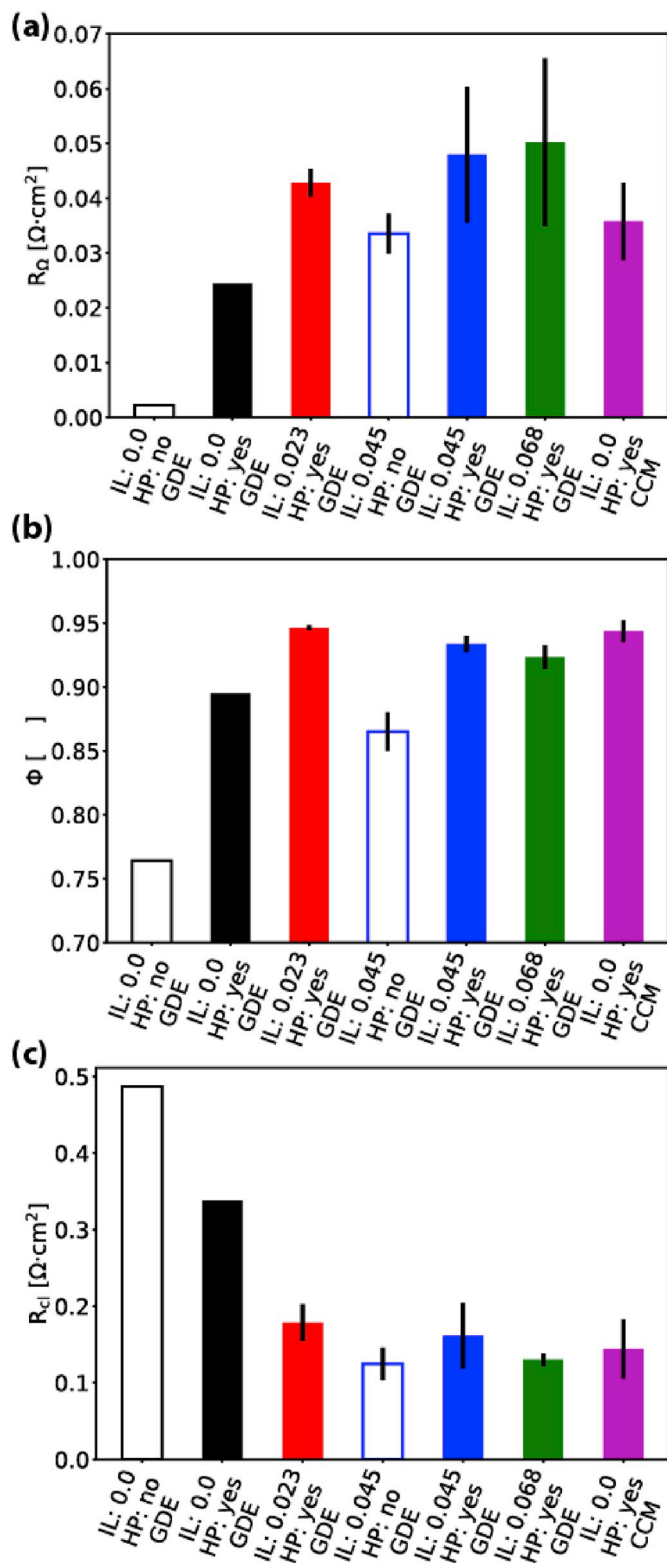 (a)
R_Ω [Ω·cm²]
0.07
0.06
0.05
0.04
0.03
0.02
0.01
0.00
IL: 0.0
HP: no
GDE
IL: 0.0
HP: yes
GDE
IL: 0.023
HP: yes
GDE
IL: 0.045
HP: no
GDE
IL: 0.045
HP: yes
GDE
IL: 0.068
HP: yes
GDE
IL: 0.0
HP: yes
CCM
(b)
Φ [ ]
1.00
0.95
0.90
0.85
0.80
0.75
0.70
IL: 0.0
HP: no
GDE
IL: 0.0
HP: yes
GDE
IL: 0.023
HP: yes
GDE
IL: 0.045
HP: no
GDE
IL: 0.045
HP: yes
GDE
IL: 0.068
HP: yes
GDE
IL: 0.0
HP: yes
CCM
(c)
R_cl [Ω·cm²]
0.5
0.4
0.3
0.2
0.1
0.0
IL: 0.0
HP: no
GDE
IL: 0.0
HP: yes
GDE
IL: 0.023
HP: yes
GDE
IL: 0.045
HP: no
GDE
IL: 0.045
HP: yes
GDE
IL: 0.068
HP: yes
GDE
IL: 0.0
HP: yes
CCM